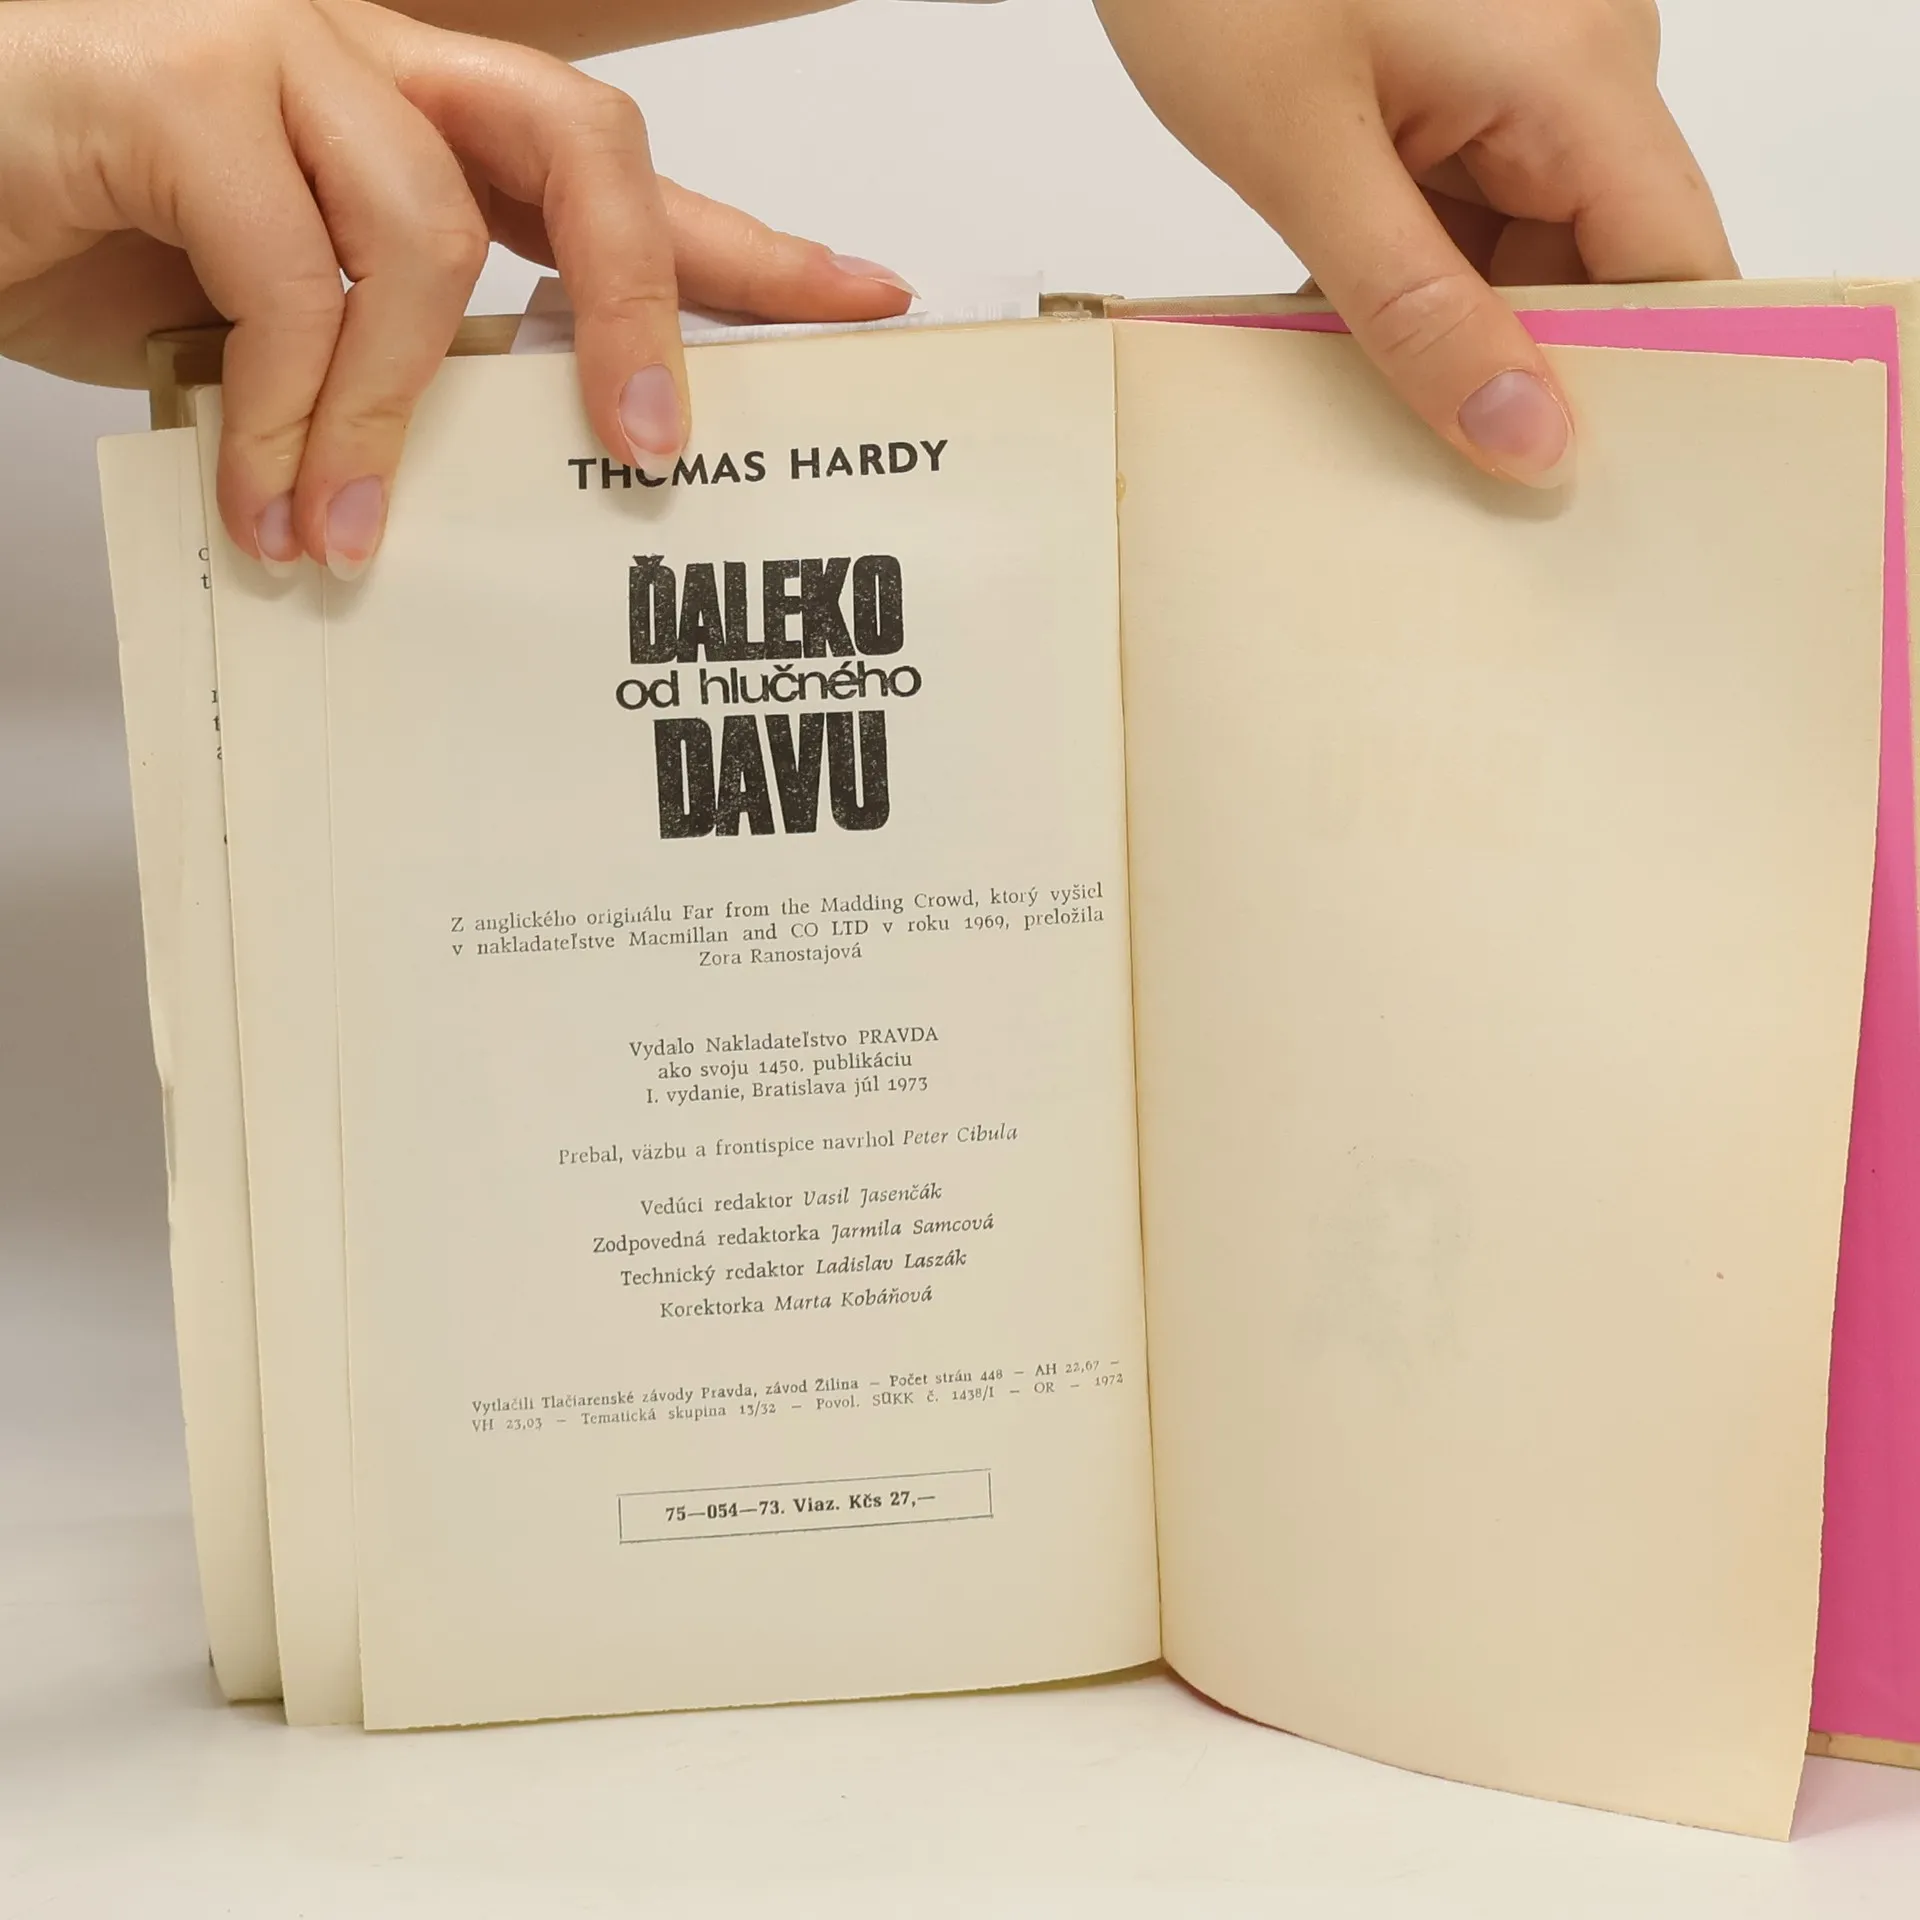 THOMAS HARDY
ĎALEKO
od hlučného
DAVU
Z anglického originálu Far from the Madding Crowd, ktorý vyšiel
v nakladateľstve Macmillan and CO LTD v roku 1969, preložila
Zora Ranostajová
Vydalo Nakladateľstvo PRAVDA
ako svoju 1450. publikáciu
I. vydanie, Bratislava júl 1973
Prebal, väzbu a frontispice navrhol Peter Cibula
Vedúci redaktor Vasil Jasenčák
Zodpovedná redaktorka Jarmila Samcová
Technický redaktor Ladislav Laszák
Korektorka Marta Kobáňová
Vytlačili Tlačiarenské závody Pravda, závod Žilina – Počet strán 448 – AH 22,67 –
VH 23,03 – Tematická skupina 13/32 – Povol. SÚKK č. 1438/I – OR – 1972
75—054—73. Viaz. Kčs 27,—